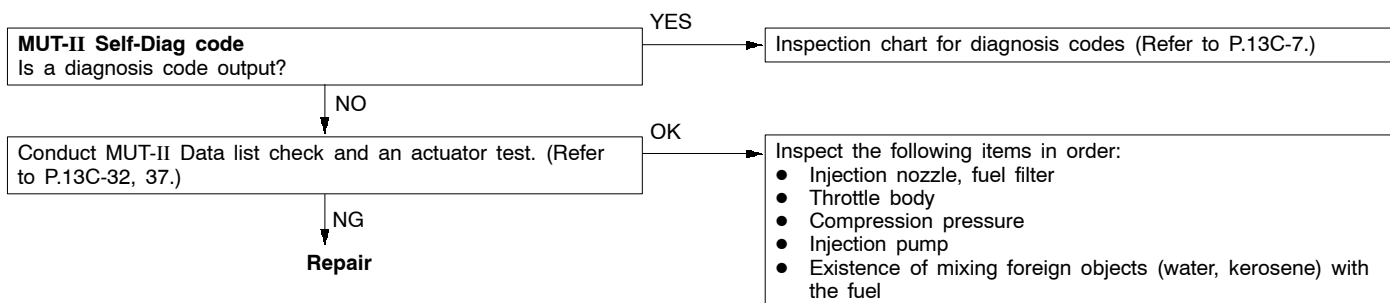 YES
MUT-II Self-Diag code
Is a diagnosis code output?
Inspection chart for diagnosis codes (Refer to P.13C-7.)
NO
OK
Conduct MUT-II Data list check and an actuator test. (Refer
to P.13C-32, 37.)
NG
Repair
Inspect the following items in order:
● Injection nozzle, fuel filter
● Throttle body
● Compression pressure
● Injection pump
● Existence of mixing foreign objects (water, kerosene) with
the fuel